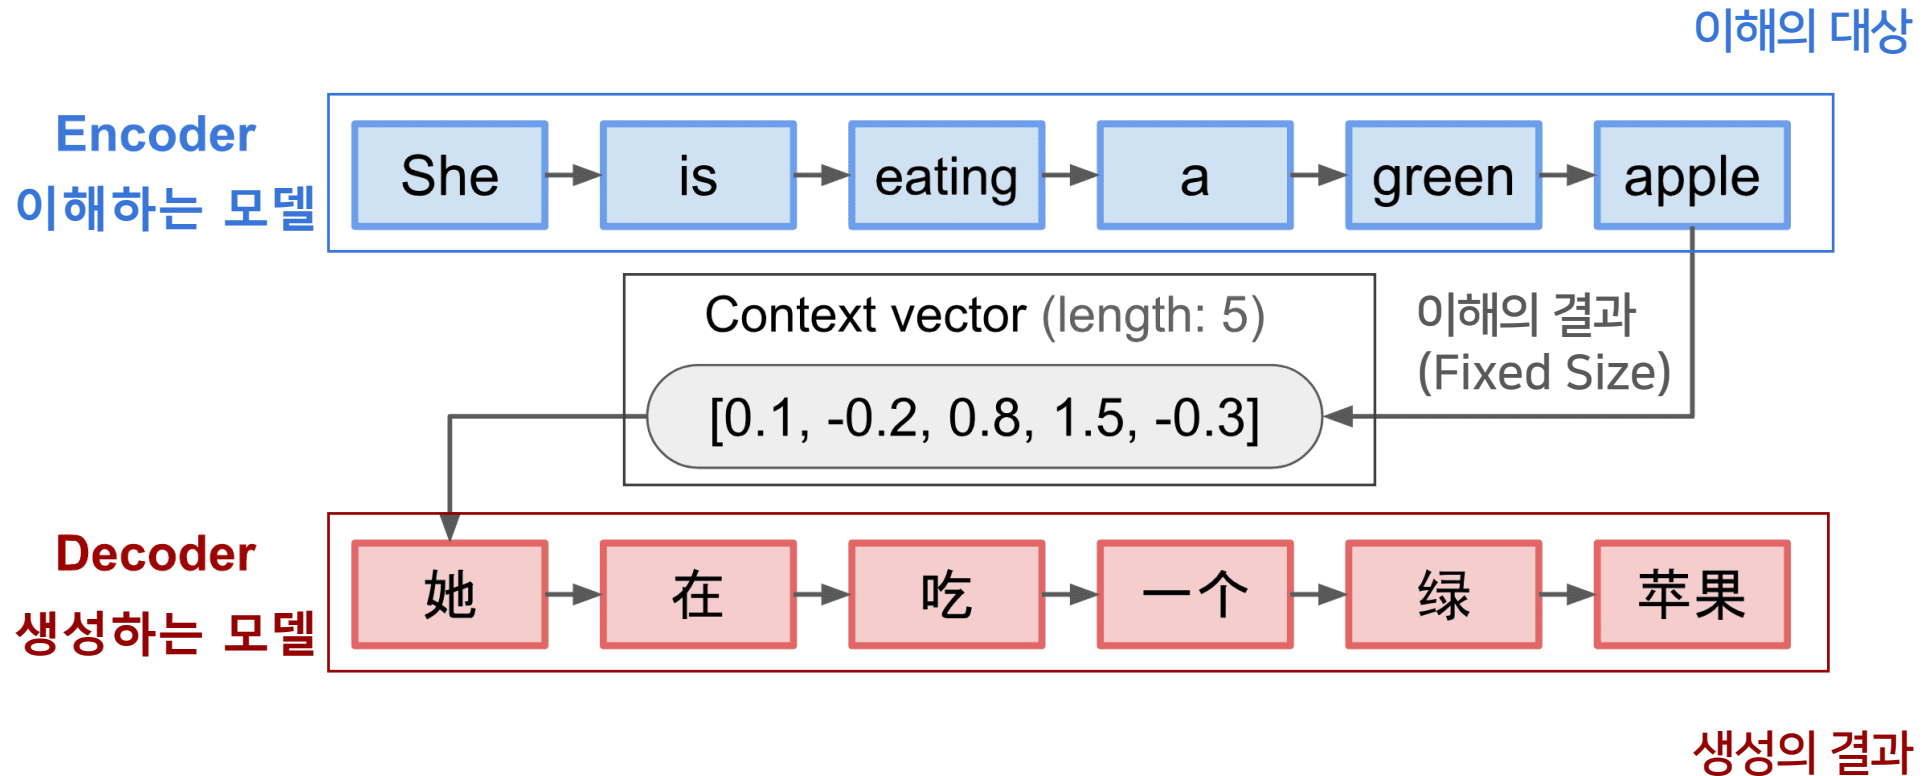 이해의 대상
Encoder
이해하는 모델
She is eating a green apple
Context vector (length: 5)
[0.1, -0.2, 0.8, 1.5, -0.3]
이해의 결과
(Fixed Size)
Decoder
생성하는 모델
她 在 吃 一个 绿 苹果
생성의 결과